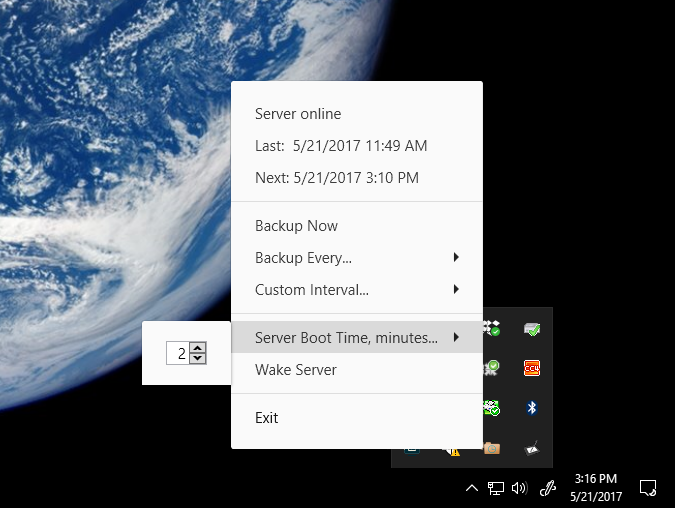 Server online
Last:  5/21/2017 11:49 AM
Next: 5/21/2017 3:10 PM
Backup Now
Backup Every...
Custom Interval...
Server Boot Time, minutes...
2
Wake Server
Exit
CCU
3:16 PM
5/21/2017